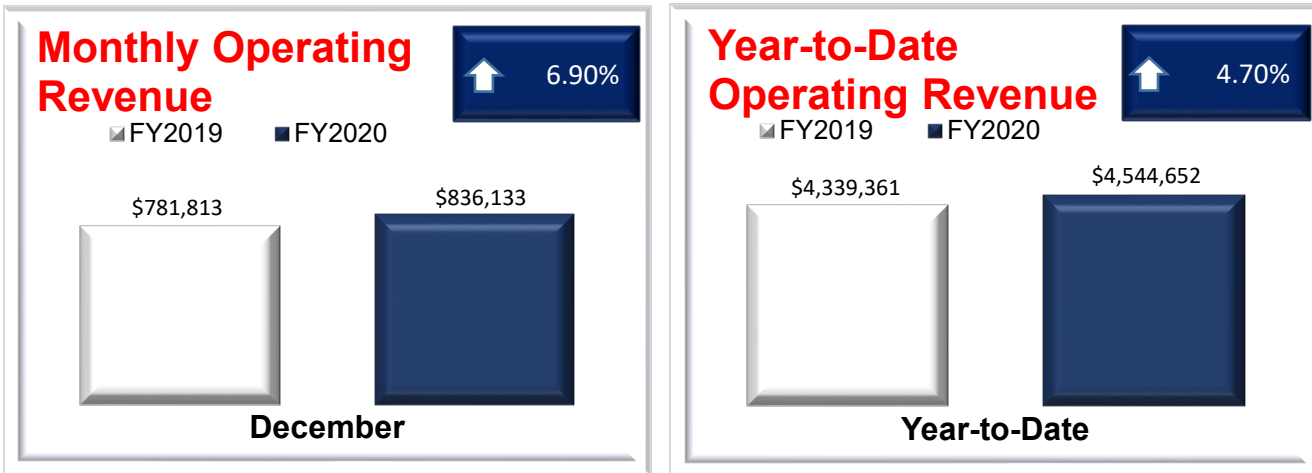 Monthly Operating
Revenue
6.90%
FY2019 FY2020
$781,813
$836,133
December
Year-to-Date
Operating Revenue
4.70%
FY2019 FY2020
$4,339,361
$4,544,652
Year-to-Date